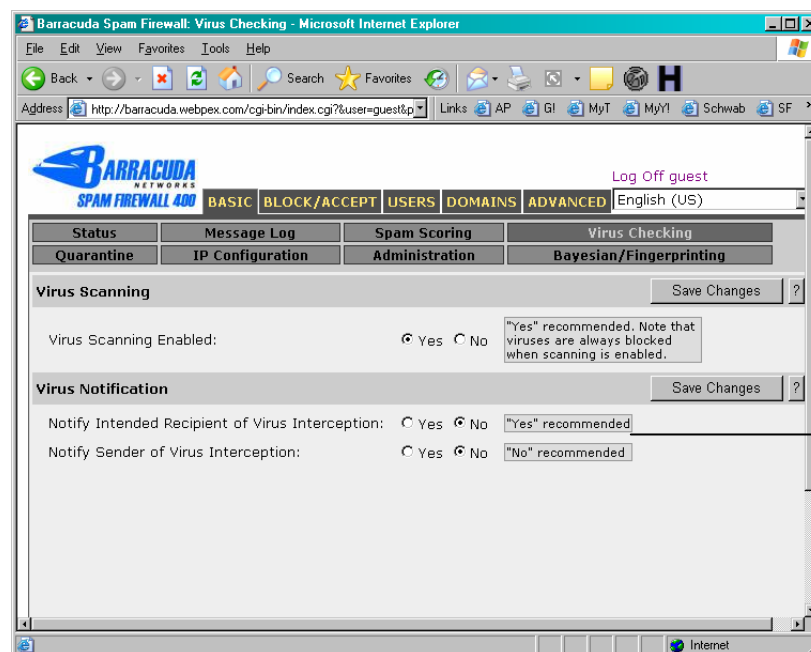 Barracuda Spam Firewall: Virus Checking - Microsoft Internet Explorer
File Edit View Favorites Tools Help
Back Search Favorites H
Address http://barracuda.webpex.com/cgi-bin/index.cgi?&user=guest&p Links AP G! MyT MyY! Schwab SF
BARRACUDA
NETWORKS
SPAM FIREWALL 400
Log Off guest
BASIC BLOCK/ACCEPT USERS DOMAINS ADVANCED English (US)
Status Message Log Spam Scoring Virus Checking
Quarantine IP Configuration Administration Bayesian/Fingerprinting
Virus Scanning Save Changes ?
Virus Scanning Enabled: Yes No "Yes" recommended. Note that
viruses are always blocked
when scanning is enabled.
Virus Notification Save Changes ?
Notify Intended Recipient of Virus Interception: Yes No "Yes" recommended
Notify Sender of Virus Interception: Yes No "No" recommended
Internet